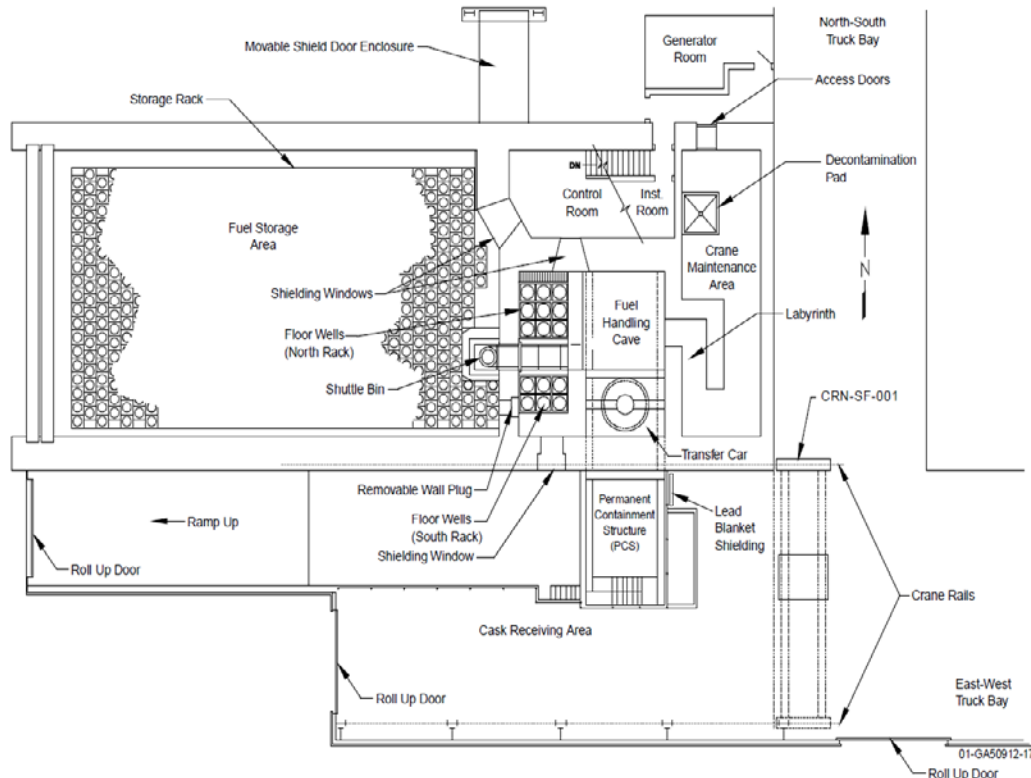 North-South
Truck Bay
Generator
Room
Movable Shield Door Enclosure
Access Doors
Storage Rack
Decontamination
Pad
DN
Control
Room
Inst.
Room
Fuel Storage
Area
Crane
Maintenance
Area
N
Shielding Windows
Fuel
Handling
Cave
Labyrinth
Floor Wells
(North Rack)
Shuttle Bin
CRN-SF-001
Transfer Car
Removable Wall Plug
Permanent
Containment
Structure
(PCS)
Lead
Blanket
Shielding
Ramp Up
Floor Wells
(South Rack)
Shielding Window
Roll Up Door
Crane Rails
Cask Receiving Area
Roll Up Door
East-West
Truck Bay
01-GA50912-17
Roll Up Door